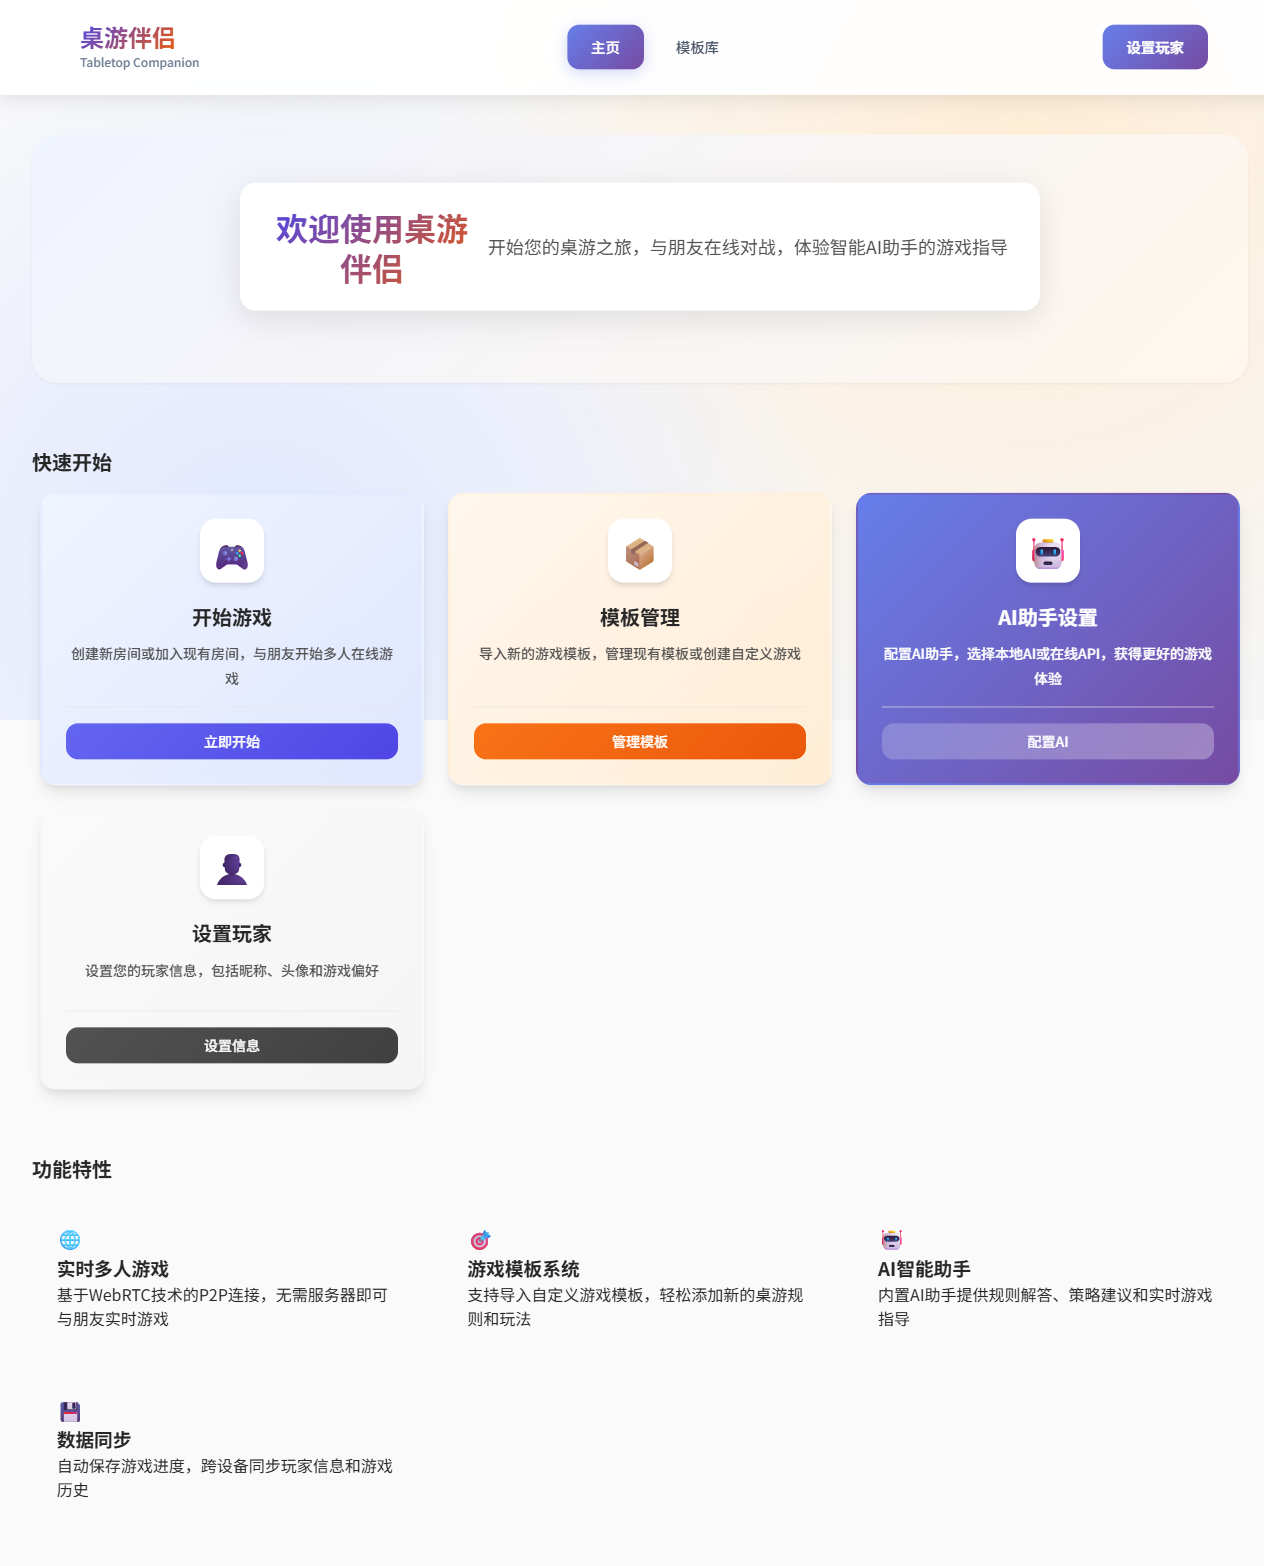 桌游伴侣
Tabletop Companion
主页
模板库
设置玩家
欢迎使用桌游
伴侣
开始您的桌游之旅，与朋友在线对战，体验智能AI助手的游戏指导
快速开始
开始游戏
创建新房间或加入现有房间，与朋友开始多人在线游
戏
立即开始
模板管理
导入新的游戏模板，管理现有模板或创建自定义游戏
管理模板
AI助手设置
配置AI助手，选择本地AI或在线API，获得更好的游戏
体验
配置AI
设置玩家
设置您的玩家信息，包括昵称、头像和游戏偏好
设置信息
功能特性
实时多人游戏
基于WebRTC技术的P2P连接，无需服务器即可
与朋友实时游戏
游戏模板系统
支持导入自定义游戏模板，轻松添加新的桌游规
则和玩法
AI智能助手
内置AI助手提供规则解答、策略建议和实时游戏
指导
数据同步
自动保存游戏进度，跨设备同步玩家信息和游戏
历史